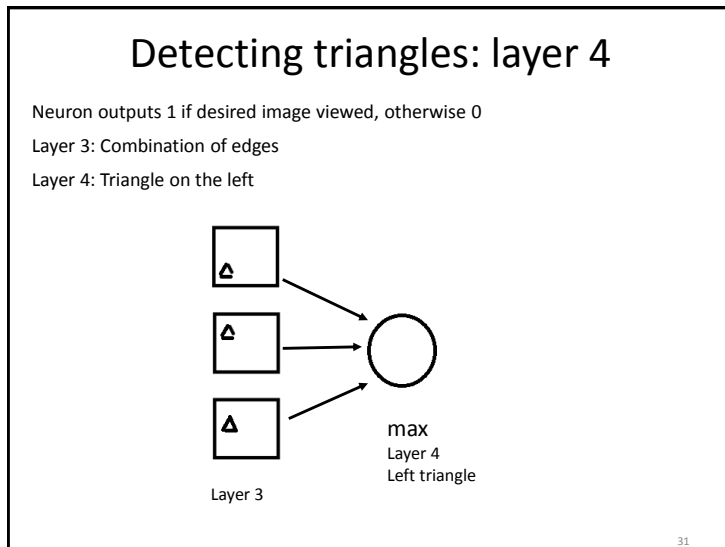 Detecting triangles: layer 4
Neuron outputs 1 if desired image viewed, otherwise 0
Layer 3: Combination of edges
Layer 4: Triangle on the left
max
Layer 4
Left triangle
Layer 3
31